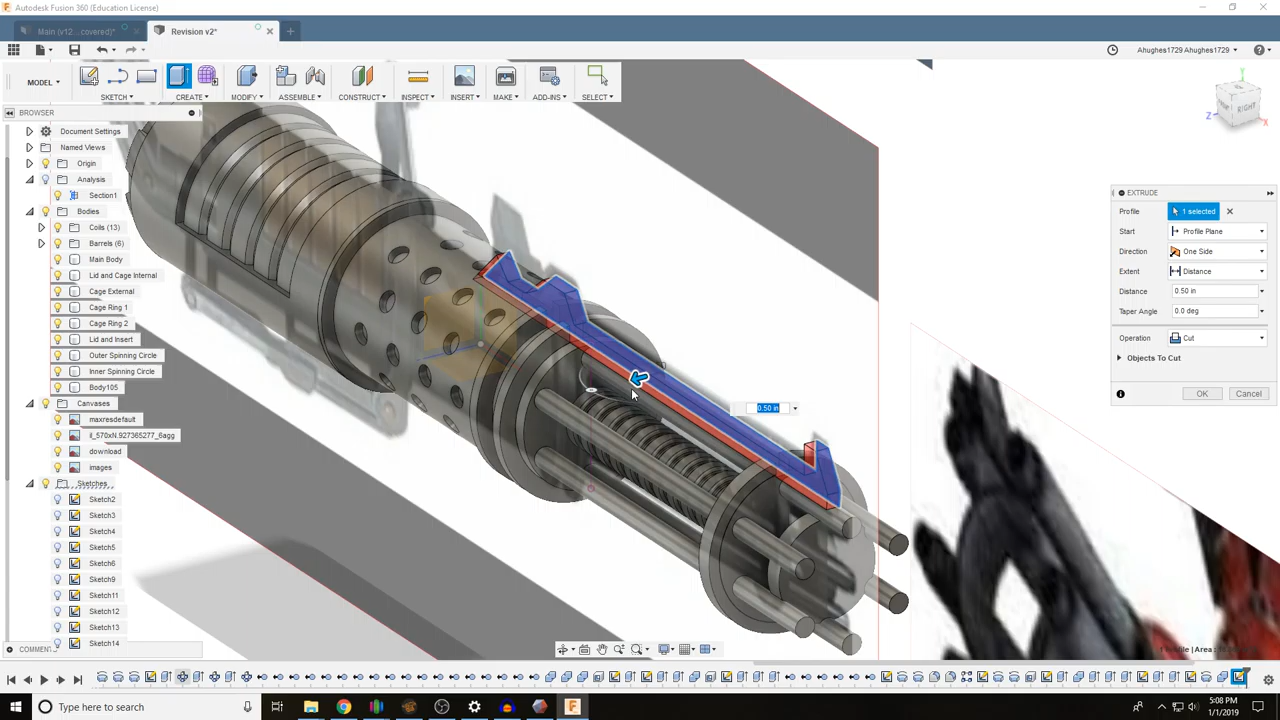 Autodesk Fusion 360 (Education License)
Main (v12...covered)*
Revision v2*
Ahughes1729 Ahughes1729
MODEL
SKETCH
CREATE
MODIFY
ASSEMBLE
CONSTRUCT
INSPECT
INSERT
MAKE
ADD-INS
SELECT
BROWSER
Document Settings
Named Views
Origin
Analysis
Section1
Bodies
Coils (13)
Barrels (6)
Main Body
Lid and Cage Internal
Cage External
Cage Ring 1
Cage Ring 2
Lid and Insert
Outer Spinning Circle
Inner Spinning Circle
Body105
Canvases
maxresdefault
il_570xN.927365277_6agg
download
images
Sketches
Sketch2
Sketch3
Sketch4
Sketch5
Sketch6
Sketch9
Sketch11
Sketch12
Sketch13
Sketch14
COMMENTS
RIGHT
Z
X
Y
EXTRUDE
Profile
1 selected
Start
Profile Plane
Direction
One Side
Extent
Distance
Distance
0.50 in
Taper Angle
0.0 deg
Operation
Cut
Objects To Cut
OK
Cancel
0.50 in
Type here to search
5:08 PM
1/1/2019